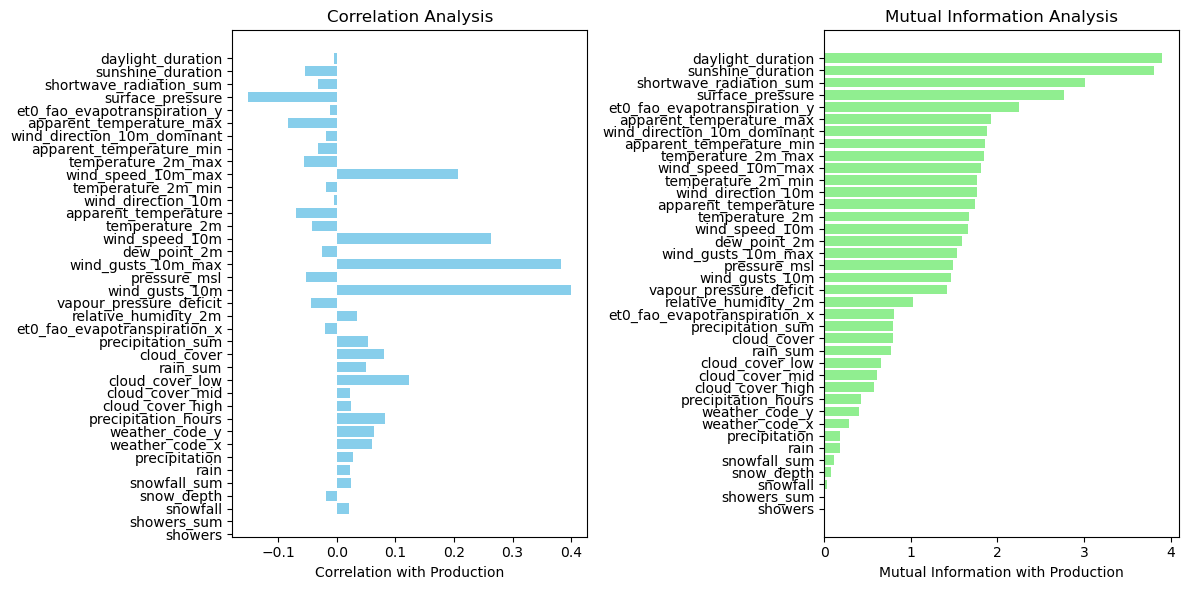 Correlation Analysis
daylight_duration
sunshine_duration
shortwave_radiation_sum
surface_pressure
et0_fao_evapotranspiration_y
apparent_temperature_max
wind_direction_10m_dominant
apparent_temperature_min
temperature_2m_max
wind_speed_10m_max
temperature_2m_min
wind_direction_10m
apparent_temperature
temperature_2m
wind_speed_10m
dew_point_2m
wind_gusts_10m_max
pressure_msl
wind_gusts_10m
vapour_pressure_deficit
relative_humidity_2m
et0_fao_evapotranspiration_x
precipitation_sum
cloud_cover
rain_sum
cloud_cover_low
cloud_cover_mid
cloud_cover_high
precipitation_hours
weather_code_y
weather_code_x
precipitation
rain
snowfall_sum
snow_depth
snowfall
showers_sum
showers
−0.1 0.0 0.1 0.2 0.3 0.4
Correlation with Production
Mutual Information Analysis
daylight_duration
sunshine_duration
shortwave_radiation_sum
surface_pressure
et0_fao_evapotranspiration_y
apparent_temperature_max
wind_direction_10m_dominant
apparent_temperature_min
temperature_2m_max
wind_speed_10m_max
temperature_2m_min
wind_direction_10m
apparent_temperature
temperature_2m
wind_speed_10m
dew_point_2m
wind_gusts_10m_max
pressure_msl
wind_gusts_10m
vapour_pressure_deficit
relative_humidity_2m
et0_fao_evapotranspiration_x
precipitation_sum
cloud_cover
rain_sum
cloud_cover_low
cloud_cover_mid
cloud_cover_high
precipitation_hours
weather_code_y
weather_code_x
precipitation
rain
snowfall_sum
snow_depth
snowfall
showers_sum
showers
0 1 2 3 4
Mutual Information with Production